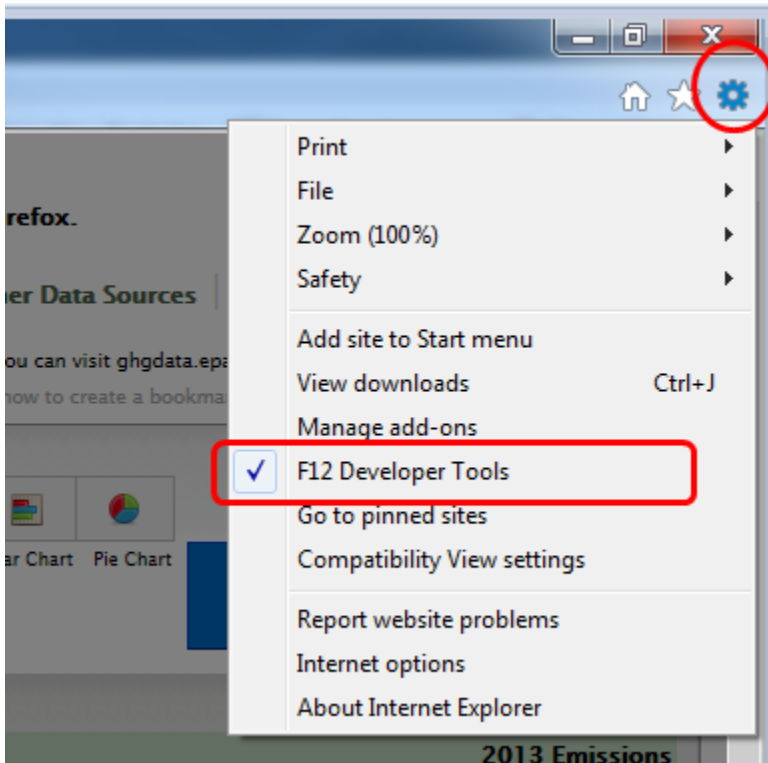 Print
File
refox.
Zoom (100%)
Safety
er Data Sources
Add site to Start menu
ou can visit ghgdata.epa
View downloads Ctrl+J
now to create a bookma
Manage add-ons
F12 Developer Tools
Go to pinned sites
ar Chart Pie Chart
Compatibility View settings
Report website problems
Internet options
About Internet Explorer
2013 Emissions